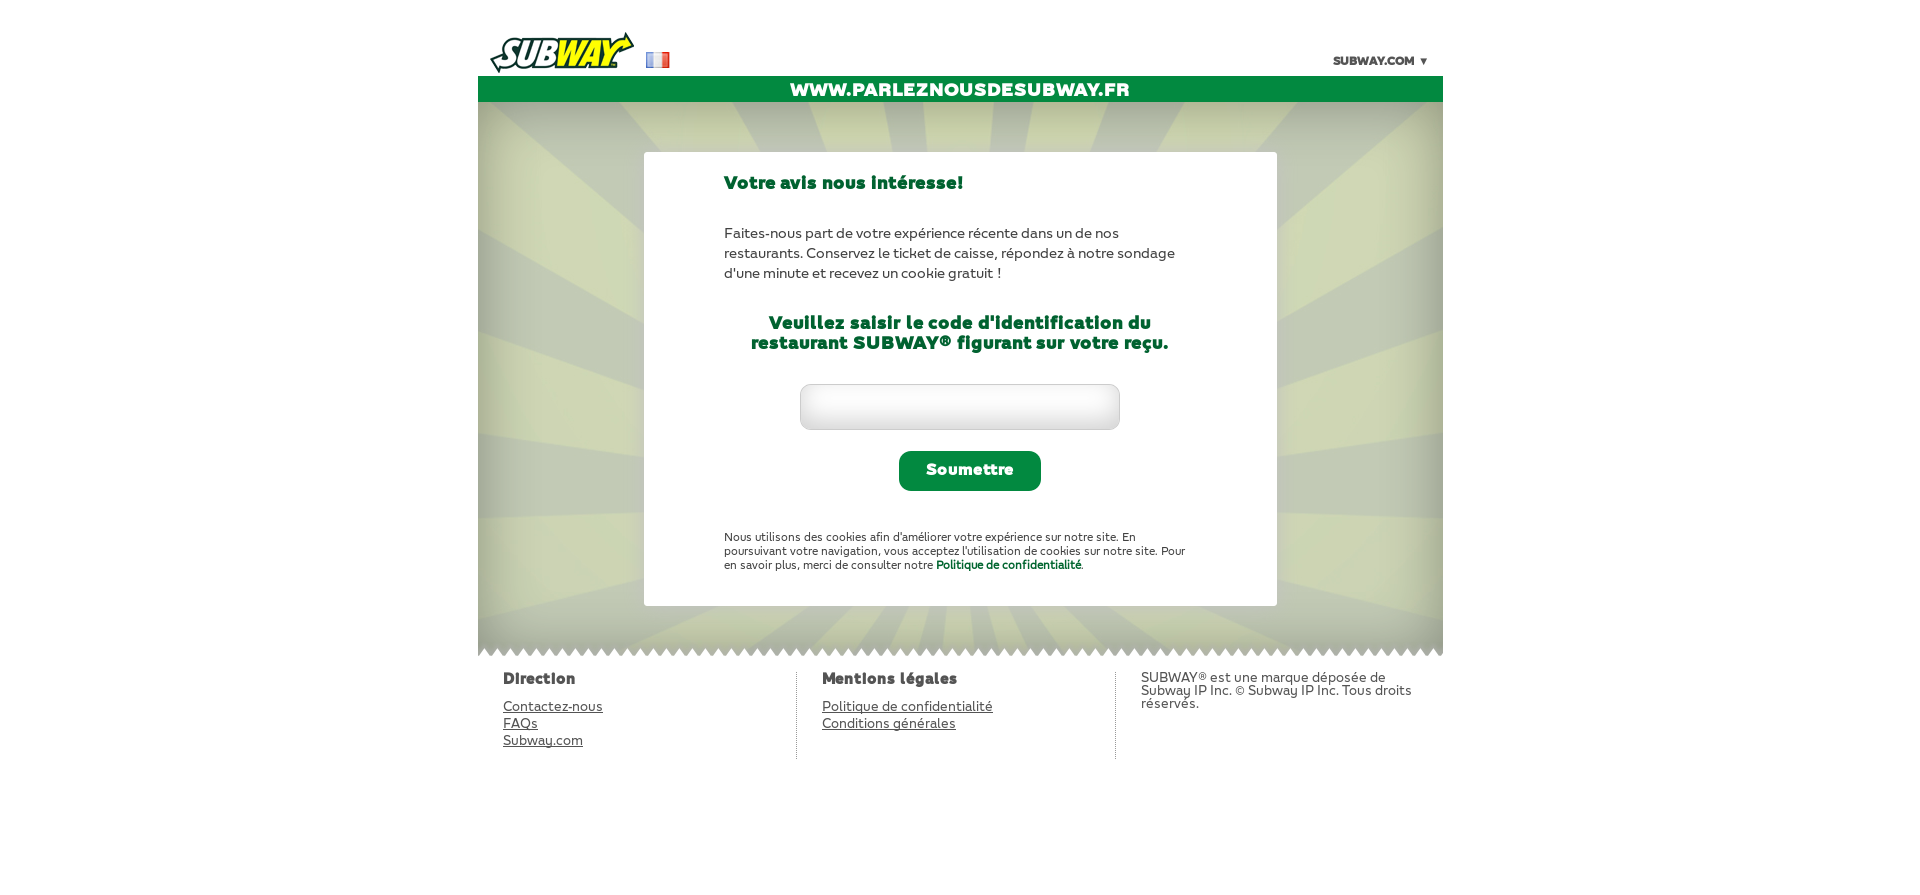 SUBWAY
SUBWAY.COM ▼
WWW.PARLEZNOUSDESUBWAY.FR
Votre avis nous intéresse!
Faites-nous part de votre expérience récente dans un de nos
restaurants. Conservez le ticket de caisse, répondez à notre sondage
d'une minute et recevez un cookie gratuit !
Veuillez saisir le code d'identification du
restaurant SUBWAY® figurant sur votre reçu.
Soumettre
Nous utilisons des cookies afin d'améliorer votre expérience sur notre site. En
poursuivant votre navigation, vous acceptez l'utilisation de cookies sur notre site. Pour
en savoir plus, merci de consulter notre Politique de confidentialité.
Direction
Contactez-nous
FAQs
Subway.com
Mentions légales
Politique de confidentialité
Conditions générales
SUBWAY® est une marque déposée de
Subway IP Inc. © Subway IP Inc. Tous droits
réservés.